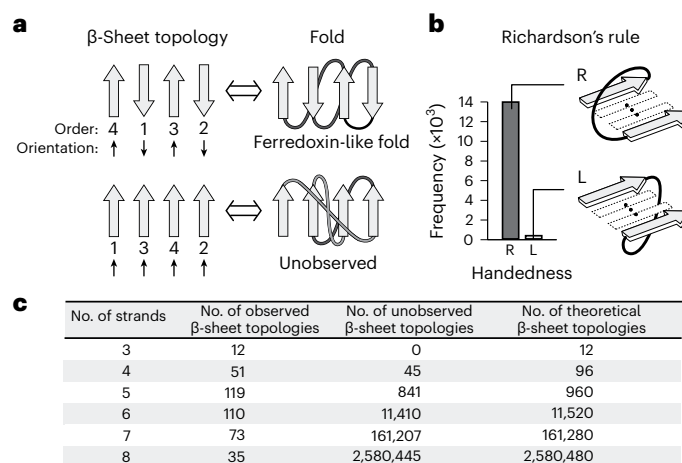 a
β-Sheet topology
Fold
Order: 4 1 3 2
Orientation: ↑ ↓ ↑ ↓
Ferredoxin-like fold
1 3 4 2
↑ ↑ ↑ ↑
Unobserved
b
Richardson’s rule
R
L
Frequency (×10³)
14
12
10
8
6
4
2
0
R L
Handedness
c
No. of strands No. of observed β-sheet topologies No. of unobserved β-sheet topologies No. of theoretical β-sheet topologies
3 12 0 12
4 51 45 96
5 119 841 960
6 110 11,410 11,520
7 73 161,207 161,280
8 35 2,580,445 2,580,480